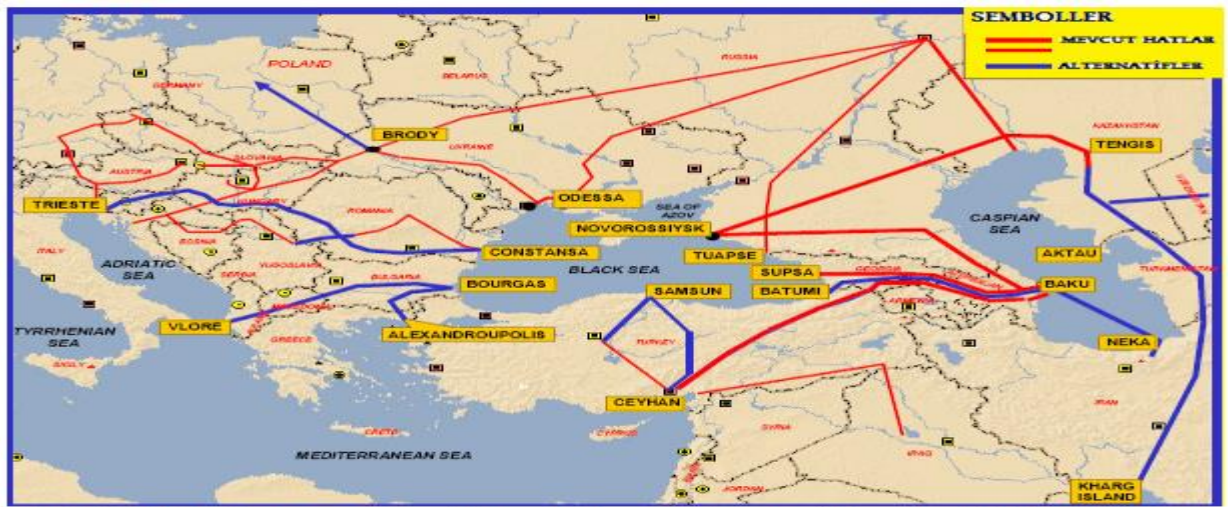 SEMBOLLER
MEVCUT HATLAR
ALTERNATİFLER
POLAND
GERMANY
BELARUS
RUSSIA
KAZAKHSTAN
BRODY
UKRAINE
TENGIS
SLOVAKIA
AUSTRIA
HUNGARY
TRIESTE
ODESSA
SEA OF
AZOV
NOVOROSSIYSK
ROMANIA
CASPIAN
SEA
ITALY
BOSNA
CONSTANSA
TUAPSE
AKTAU
ADRIATIC
SEA
YUGOSLAVIA
SERBIA
BLACK SEA
SUPSA
GEORGIA
TURKMENISTAN
BULGARIA
BOURGAS
SAMSUN
BATUMI
BAKU
ARMENIA
VLORE
ALEXANDROUPOLIS
TYRRHENIAN
SEA
GREECE
TURKEY
NEKA
SICILY
CEYHAN
IRAN
CRETE
CYPRUS
SYRIA
IRAQ
MEDITERRANEAN SEA
JORDAN
KHARG
ISLAND